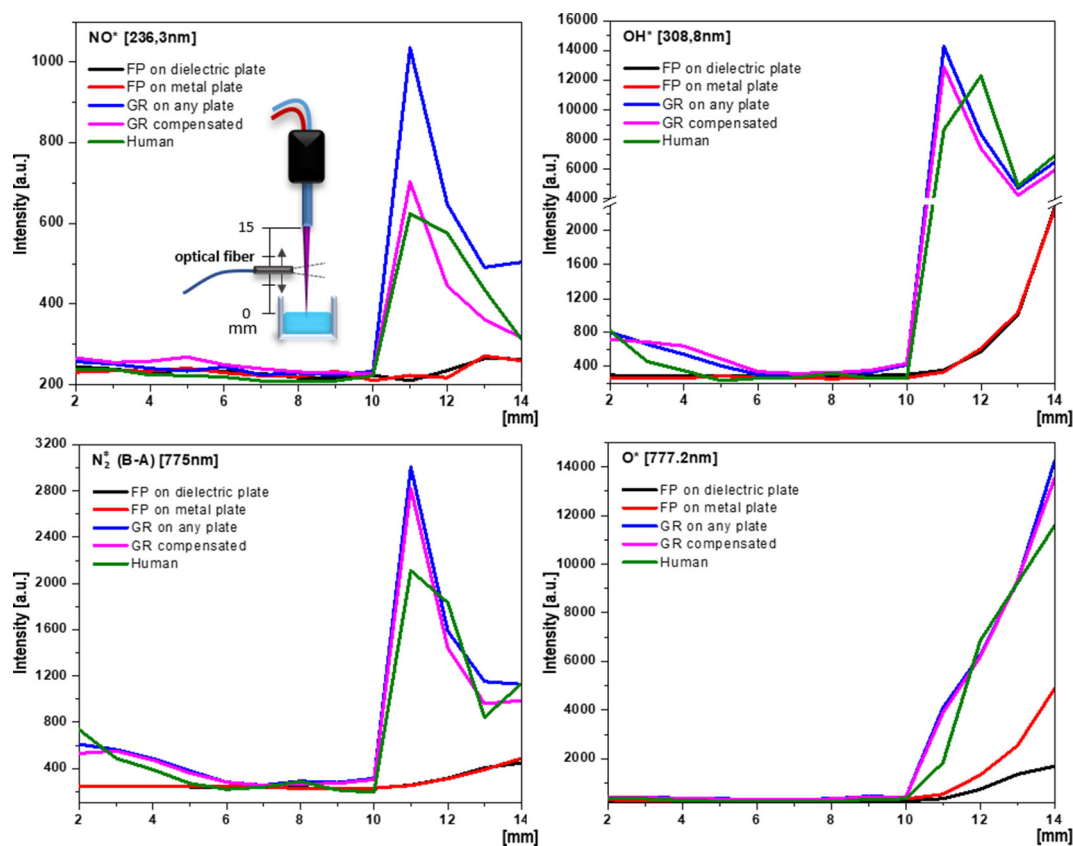 NO* [236,3nm]
FP on dielectric plate
FP on metal plate
GR on any plate
GR compensated
Human
15
optical fiber
0
mm
Intensity [a.u.]
1000
800
600
400
200
2 4 6 8 10 12 14
[mm]
OH* [308,8nm]
FP on dielectric plate
FP on metal plate
GR on any plate
GR compensated
Human
Intensity [a.u.]
16000
14000
12000
10000
8000
6000
4000
2000
1600
1200
800
400
2 4 6 8 10 12 14
[mm]
N₂* (B-A) [775nm]
FP on dielectric plate
FP on metal plate
GR on any plate
GR compensated
Human
Intensity [a.u.]
3200
2800
2400
2000
1600
1200
800
400
2 4 6 8 10 12 14
[mm]
O* [777.2nm]
FP on dielectric plate
FP on metal plate
GR on any plate
GR compensated
Human
Intensity [a.u.]
14000
12000
10000
8000
6000
4000
2000
2 4 6 8 10 12 14
[mm]